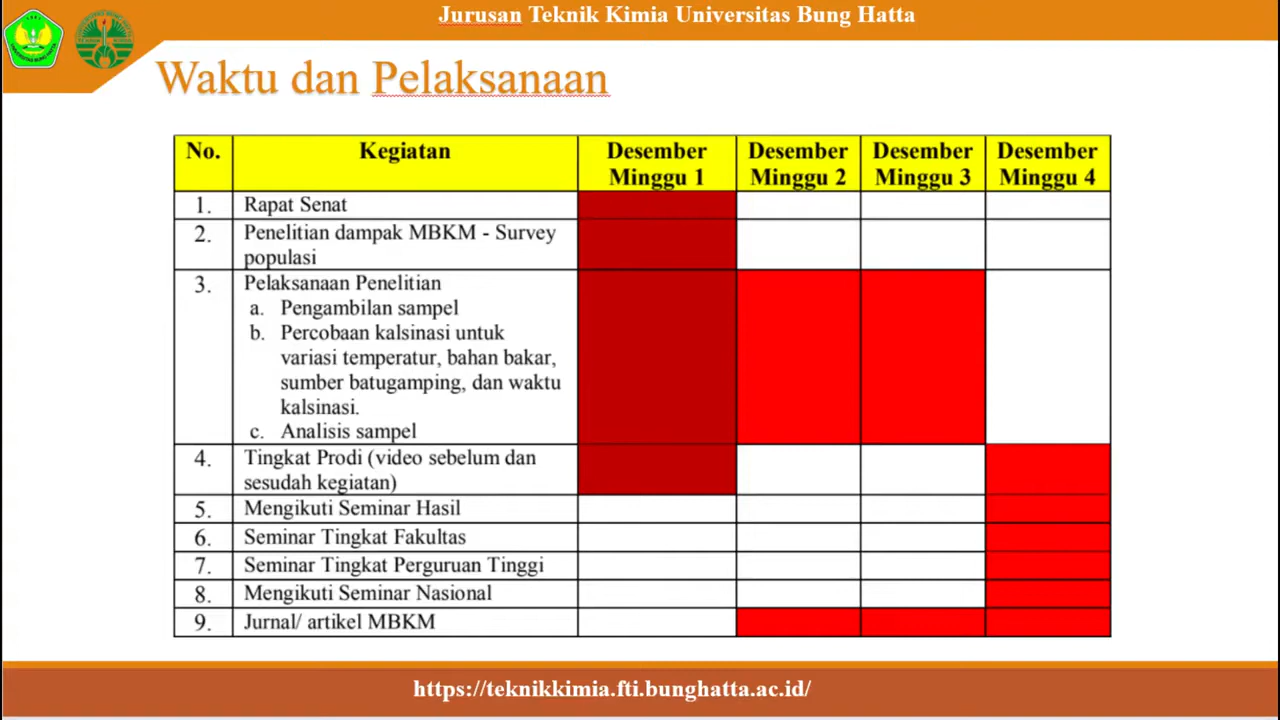 Jurusan Teknik Kimia Universitas Bung Hatta
Waktu dan Pelaksanaan
No. Kegiatan Desember Minggu 1 Desember Minggu 2 Desember Minggu 3 Desember Minggu 4
1. Rapat Senat
2. Penelitian dampak MBKM - Survey
populasi
3. Pelaksanaan Penelitian
a. Pengambilan sampel
b. Percobaan kalsinasi untuk
variasi temperatur, bahan bakar,
sumber batugamping, dan waktu
kalsinasi.
c. Analisis sampel
4. Tingkat Prodi (video sebelum dan
sesudah kegiatan)
5. Mengikuti Seminar Hasil
6. Seminar Tingkat Fakultas
7. Seminar Tingkat Perguruan Tinggi
8. Mengikuti Seminar Nasional
9. Jurnal/ artikel MBKM
https://teknikkimia.fti.bunghatta.ac.id/